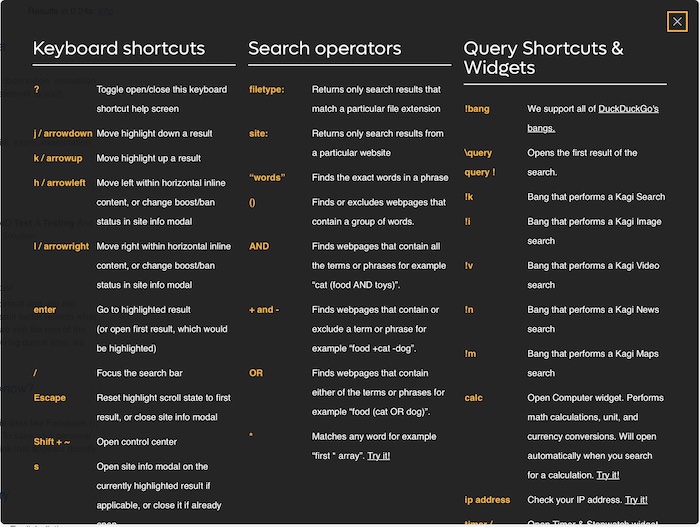 Keyboard shortcuts
? Toggle open/close this keyboard
shortcut help screen
j / arrowdown Move highlight down a result
k / arrowup Move highlight up a result
h / arrowleft Move left within horizontal inline
content, or change boost/ban
status in site info modal
l / arrowright Move right within horizontal inline
content, or change boost/ban
status in site info modal
enter Go to highlighted result
(or open first result, which would
be highlighted)
/ Focus the search bar
Escape Reset highlight scroll state to first
result, or close site info modal
Shift + ~ Open control center
s Open site info modal on the
currently highlighted result if
applicable, or close it if already
open
Search operators
filetype: Returns only search results that
match a particular file extension
site: Returns only search results from
a particular website
“words” Finds the exact words in a phrase
() Finds or excludes webpages that
contain a group of words.
AND Finds webpages that contain all
the terms or phrases for example
“cat (food AND toys)”.
+ and - Finds webpages that contain or
exclude a term or phrase for
example “food +cat -dog”.
OR Finds webpages that contain
either of the terms or phrases for
example “food (cat OR dog)”.
* Matches any word for example
“first * array”. Try it!
Query Shortcuts &
Widgets
!bang We support all of DuckDuckGo's
bangs.
\query Opens the first result of the
query ! search.
!k Bang that performs a Kagi Search
!i Bang that performs a Kagi Image
search
!v Bang that performs a Kagi Video
search
!n Bang that performs a Kagi News
search
!m Bang that performs a Kagi Maps
search
calc Open Computer widget. Performs
math calculations, unit, and
currency conversions. Will open
automatically when you search
for a calculation. Try it!
ip address Check your IP address. Try it!
timer / Open Timer & Stopwatch widget